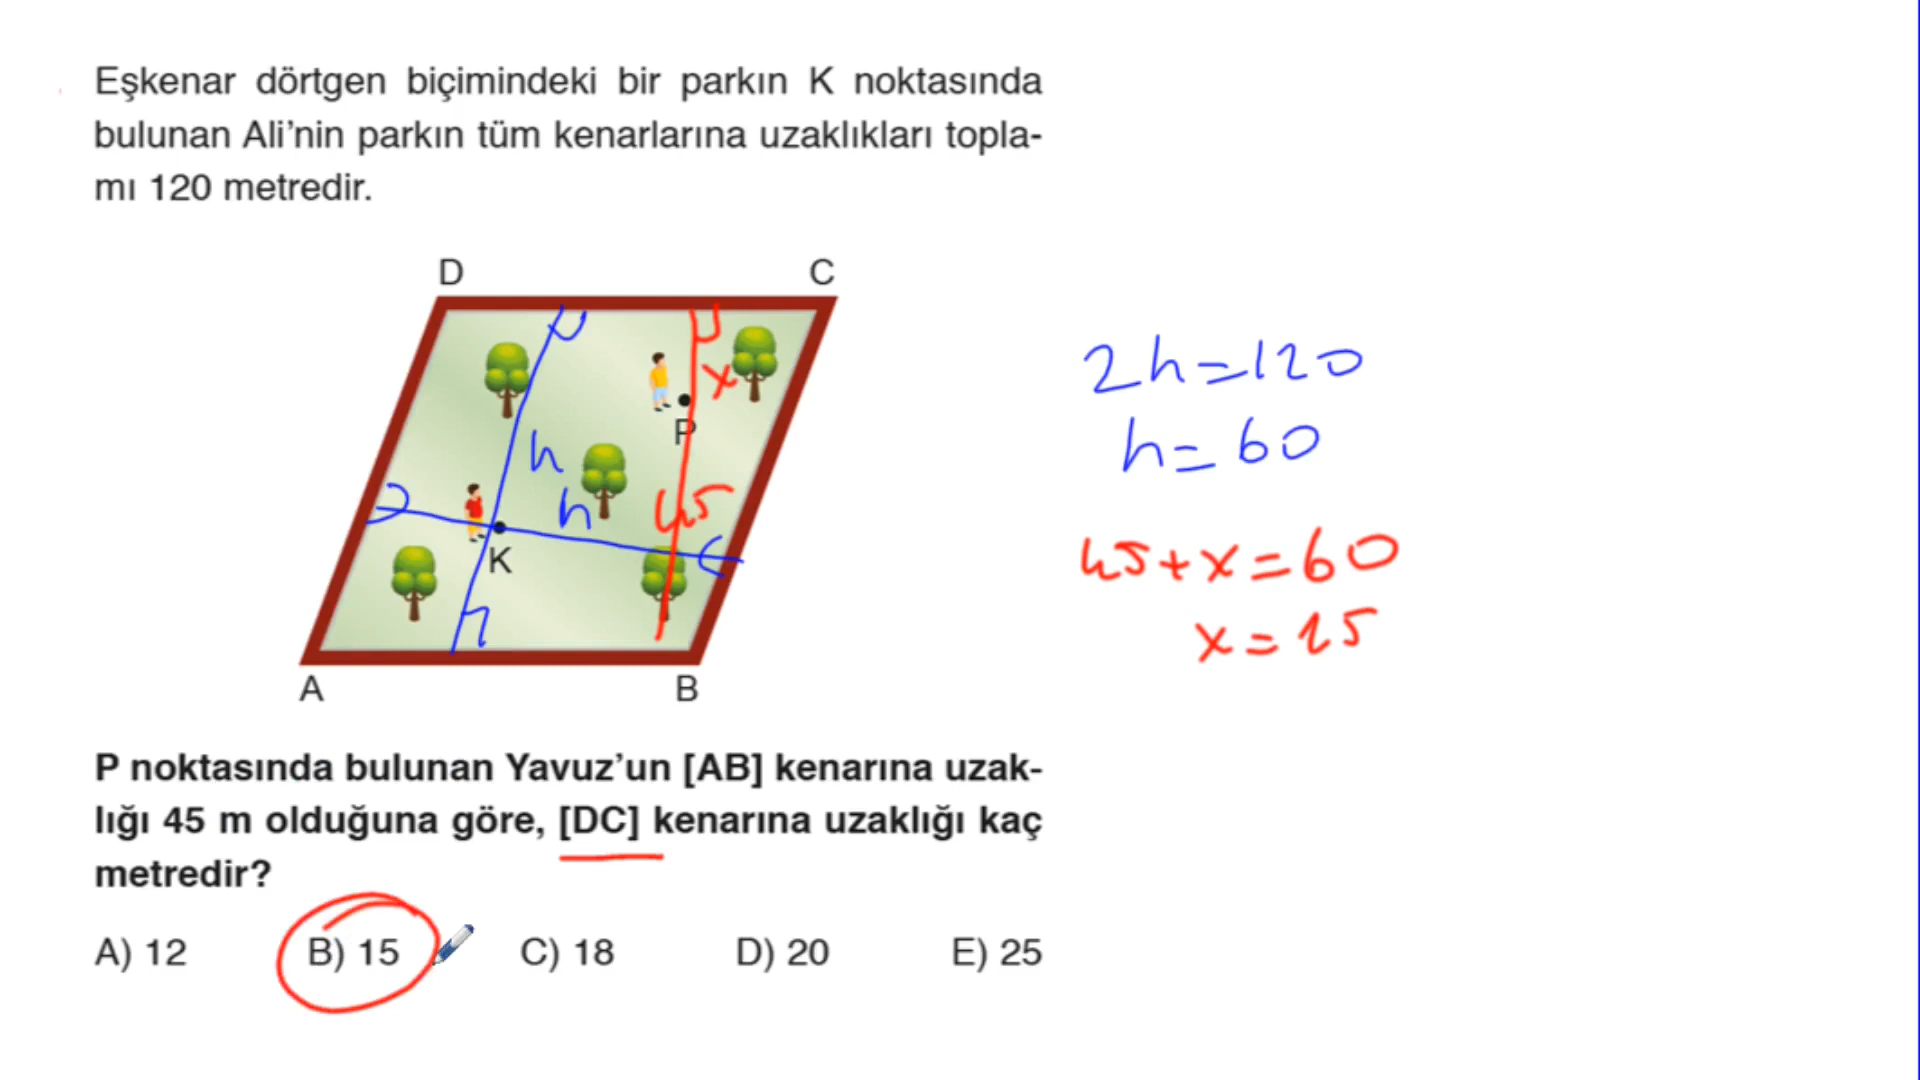 Eşkenar dörtgen biçimindeki bir parkın K noktasında
bulunan Ali’nin parkın tüm kenarlarına uzaklıkları topla-
mı 120 metredir.
D
C
x
P
h
h
45
K
h
A
B
2h=120
h=60
45+x=60
x=15
P noktasında bulunan Yavuz’un [AB] kenarına uzak-
lığı 45 m olduğuna göre, [DC] kenarına uzaklığı kaç
metredir?
A) 12 B) 15 C) 18 D) 20 E) 25